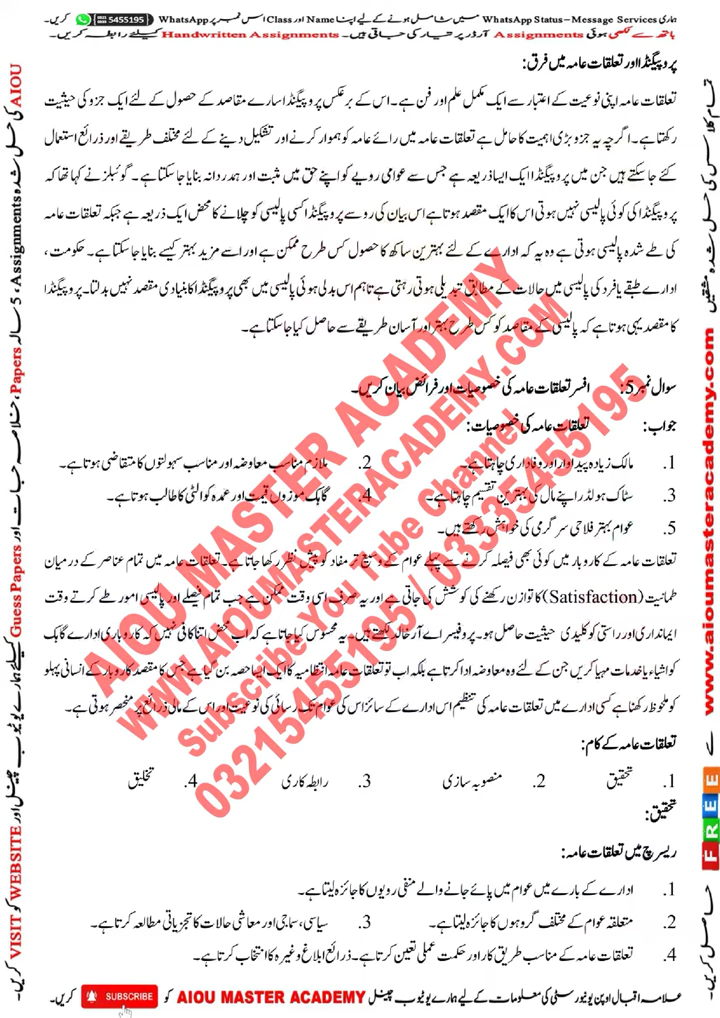 ہماری WhatsApp Status–Message Services میں شامل ہونے کے لیے اپنا Name اور Class اس نمبر پر WhatsApp 5455195 کریں۔
ہاتھ سے لکھی ہوئی Assignments آرڈر پر تیار کی جاتی ہیں۔ Handwritten Assignments کیلئے رابطہ کریں۔
پروپیگنڈا اور تعلقات عامہ میں فرق:
تعلقات عامہ اپنی نوعیت کے اعتبار سے ایک مکمل علم اور فن ہے۔ اس کے برعکس پروپیگنڈا سارے مقاصد کے حصول کے لئے ایک جزو کی حیثیت
رکھتا ہے۔ اگرچہ یہ جزو بڑی اہمیت کا حامل ہے تعلقات عامہ میں رائے عامہ کو ہموار کرنے اور تشکیل دینے کے لئے مختلف طریقے اور ذرائع استعمال
کئے جاسکتے ہیں جن میں پروپیگنڈا ایک ایسا ذریعہ ہے جس سے عوامی رویے کو اپنے حق میں مثبت اور ہمدردانہ بنایا جاسکتا ہے۔ گوئبلز نے کہا تھا کہ
پروپیگنڈا کی کوئی پالیسی نہیں ہوتی اس کا ایک مقصد ہوتا ہے اس بیان کی رو سے پروپیگنڈا کسی پالیسی کو چلانے کا محض ایک ذریعہ ہے جبکہ تعلقات عامہ
کی طے شدہ پالیسی ہوتی ہے وہ یہ کہ ادارے کے لئے بہترین ساکھ کا حصول کس طرح ممکن ہے اور اسے مزید بہتر کیسے بنایا جاسکتا ہے۔ حکومت،
ادارے طبقے یا فرد کی پالیسی میں حالات کے مطابق تبدیلی ہوتی رہتی ہے تاہم اس بدلی ہوئی پالیسی میں بھی پروپیگنڈا کا بنیادی مقصد نہیں بدلتا۔ پروپیگنڈا
کا مقصد یہی ہوتا ہے کہ پالیسی کے مقاصد کو کس طرح بہتر اور آسان طریقے سے حاصل کیا جاسکتا ہے۔
سوال نمبر 5: افسر تعلقات عامہ کی خصوصیات اور فرائض بیان کریں۔
جواب: تعلقات عامہ کی خصوصیات:
1. مالک زیادہ پیداوار اور وفاداری چاہتا ہے۔ 2. ملازم مناسب معاوضہ اور مناسب سہولتوں کا متقاضی ہوتا ہے۔
3. سٹاک ہولڈر اپنے مال کی بہترین تقسیم چاہتا ہے۔ 4. گاہک موزوں قیمت اور عمدہ کوالٹی کا طالب ہوتا ہے۔
5. عوام بہتر فلاحی سرگرمی کی خواہش رکھتے ہیں۔
تعلقات عامہ کے کاروبار میں کوئی بھی فیصلہ کرنے سے پہلے عوام کے وسیع تر مفاد کو پیش نظر رکھا جاتا ہے۔ تعلقات عامہ میں تمام عناصر کے درمیان
طمانیت (Satisfaction) کا توازن رکھنے کی کوشش کی جاتی ہے اور یہ صرف اسی وقت ممکن ہے جب تمام فیصلے اور پالیسی امور طے کرتے وقت
ایمانداری اور راستی کو کلیدی حیثیت حاصل ہو۔ پروفیسر اے آر خالد لکھتے ہیں۔ یہ محسوس کیا جاتا ہے کہ اب محض اتنا کافی نہیں کہ کاروباری ادارے گاہک
کو اشیاء یا خدمات مہیا کریں جن کے لئے وہ معاوضہ ادا کرتا ہے بلکہ اب تو تعلقات عامہ انتظامیہ کا ایک ایسا حصہ بن گیا ہے جس کا مقصد کاروبار کے انسانی پہلو
کو ملحوظ رکھنا ہے کسی ادارے میں تعلقات عامہ کی تنظیم اس ادارے کے سائز اس کی عوام تک رسائی کی نوعیت اور اس کے مالی ذرائع پر منحصر ہوتی ہے۔
تعلقات عامہ کے کام:
1. تحقیق 2. منصوبہ سازی 3. رابطہ کاری 4. تخلیق
تحقیق:
ریسرچ میں تعلقات عامہ:
1. ادارے کے بارے میں عوام میں پائے جانے والے منفی رویوں کا جائزہ لیتا ہے۔
2. متعلقہ عوام کے مختلف گروہوں کا جائزہ لیتا ہے۔ 3. سیاسی، سماجی اور معاشی حالات کا تجزیاتی مطالعہ کرتا ہے۔
4. تعلقات عامہ کے مناسب طریق کار اور حکمت عملی تعین کرتا ہے۔ ذرائع ابلاغ وغیرہ کا انتخاب کرتا ہے۔
علامہ اقبال اوپن یونیورسٹی کی معلومات کے لیے ہمارے یوٹیوب چینل AIOU MASTER ACADEMY کو SUBSCRIBE کریں۔
تمام کلاسس کی حل شدہ مشقیں www.aioumasteracademy.com سے FREE حاصل کریں۔
AIOU کی حل شدہ Assignments، 5 سالہ Papers، خلاصہ جات اور Guess Papers کیلئے ہمارے یوٹیوب چینل اور WEBSITE کو VISIT کریں۔
AIOU MASTER ACADEMY
WWW.AIOUMASTERACADEMY.COM
Subscribe YOU Tube Channel
03215455195 / 03335455195